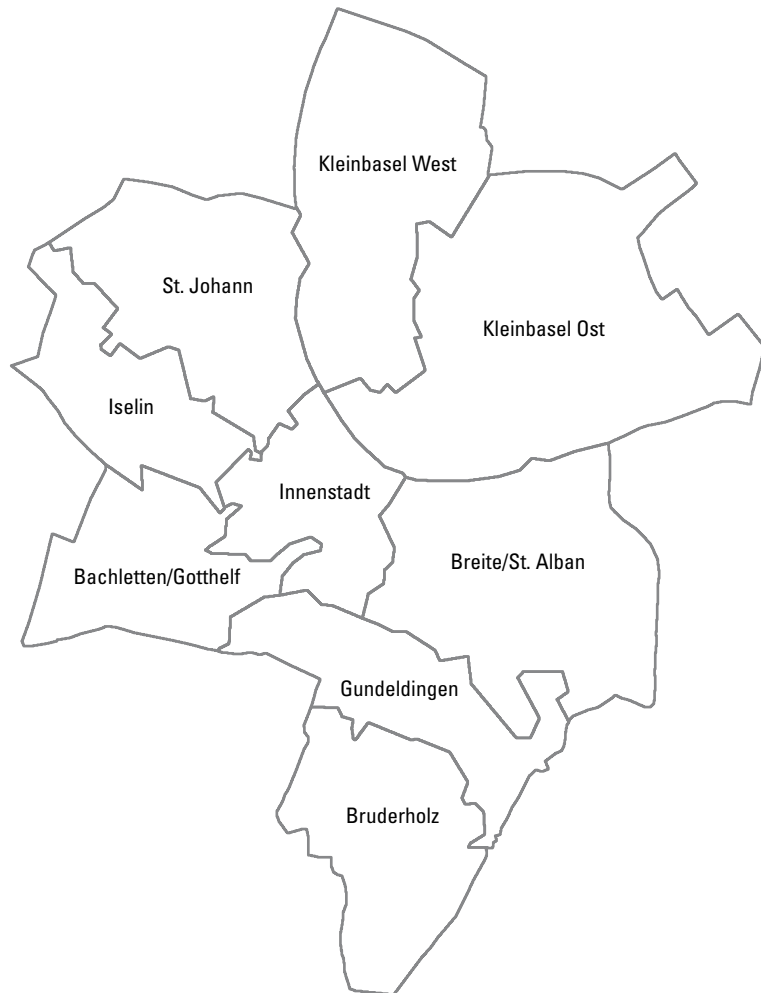 Kleinbasel West
St. Johann
Kleinbasel Ost
Iselin
Innenstadt
Bachletten/Gotthelf
Breite/St. Alban
Gundeldingen
Bruderholz